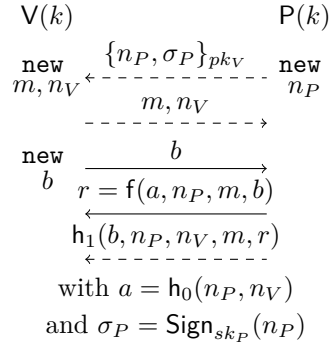 V(k) P(k)
new {n_P, σ_P}_{pk_V} new
m, n_V n_P
m, n_V
new b
b r = f(a, n_P, m, b)
h_1(b, n_P, n_V, m, r)
with a = h_0(n_P, n_V)
and σ_P = Sign_{sk_P}(n_P)